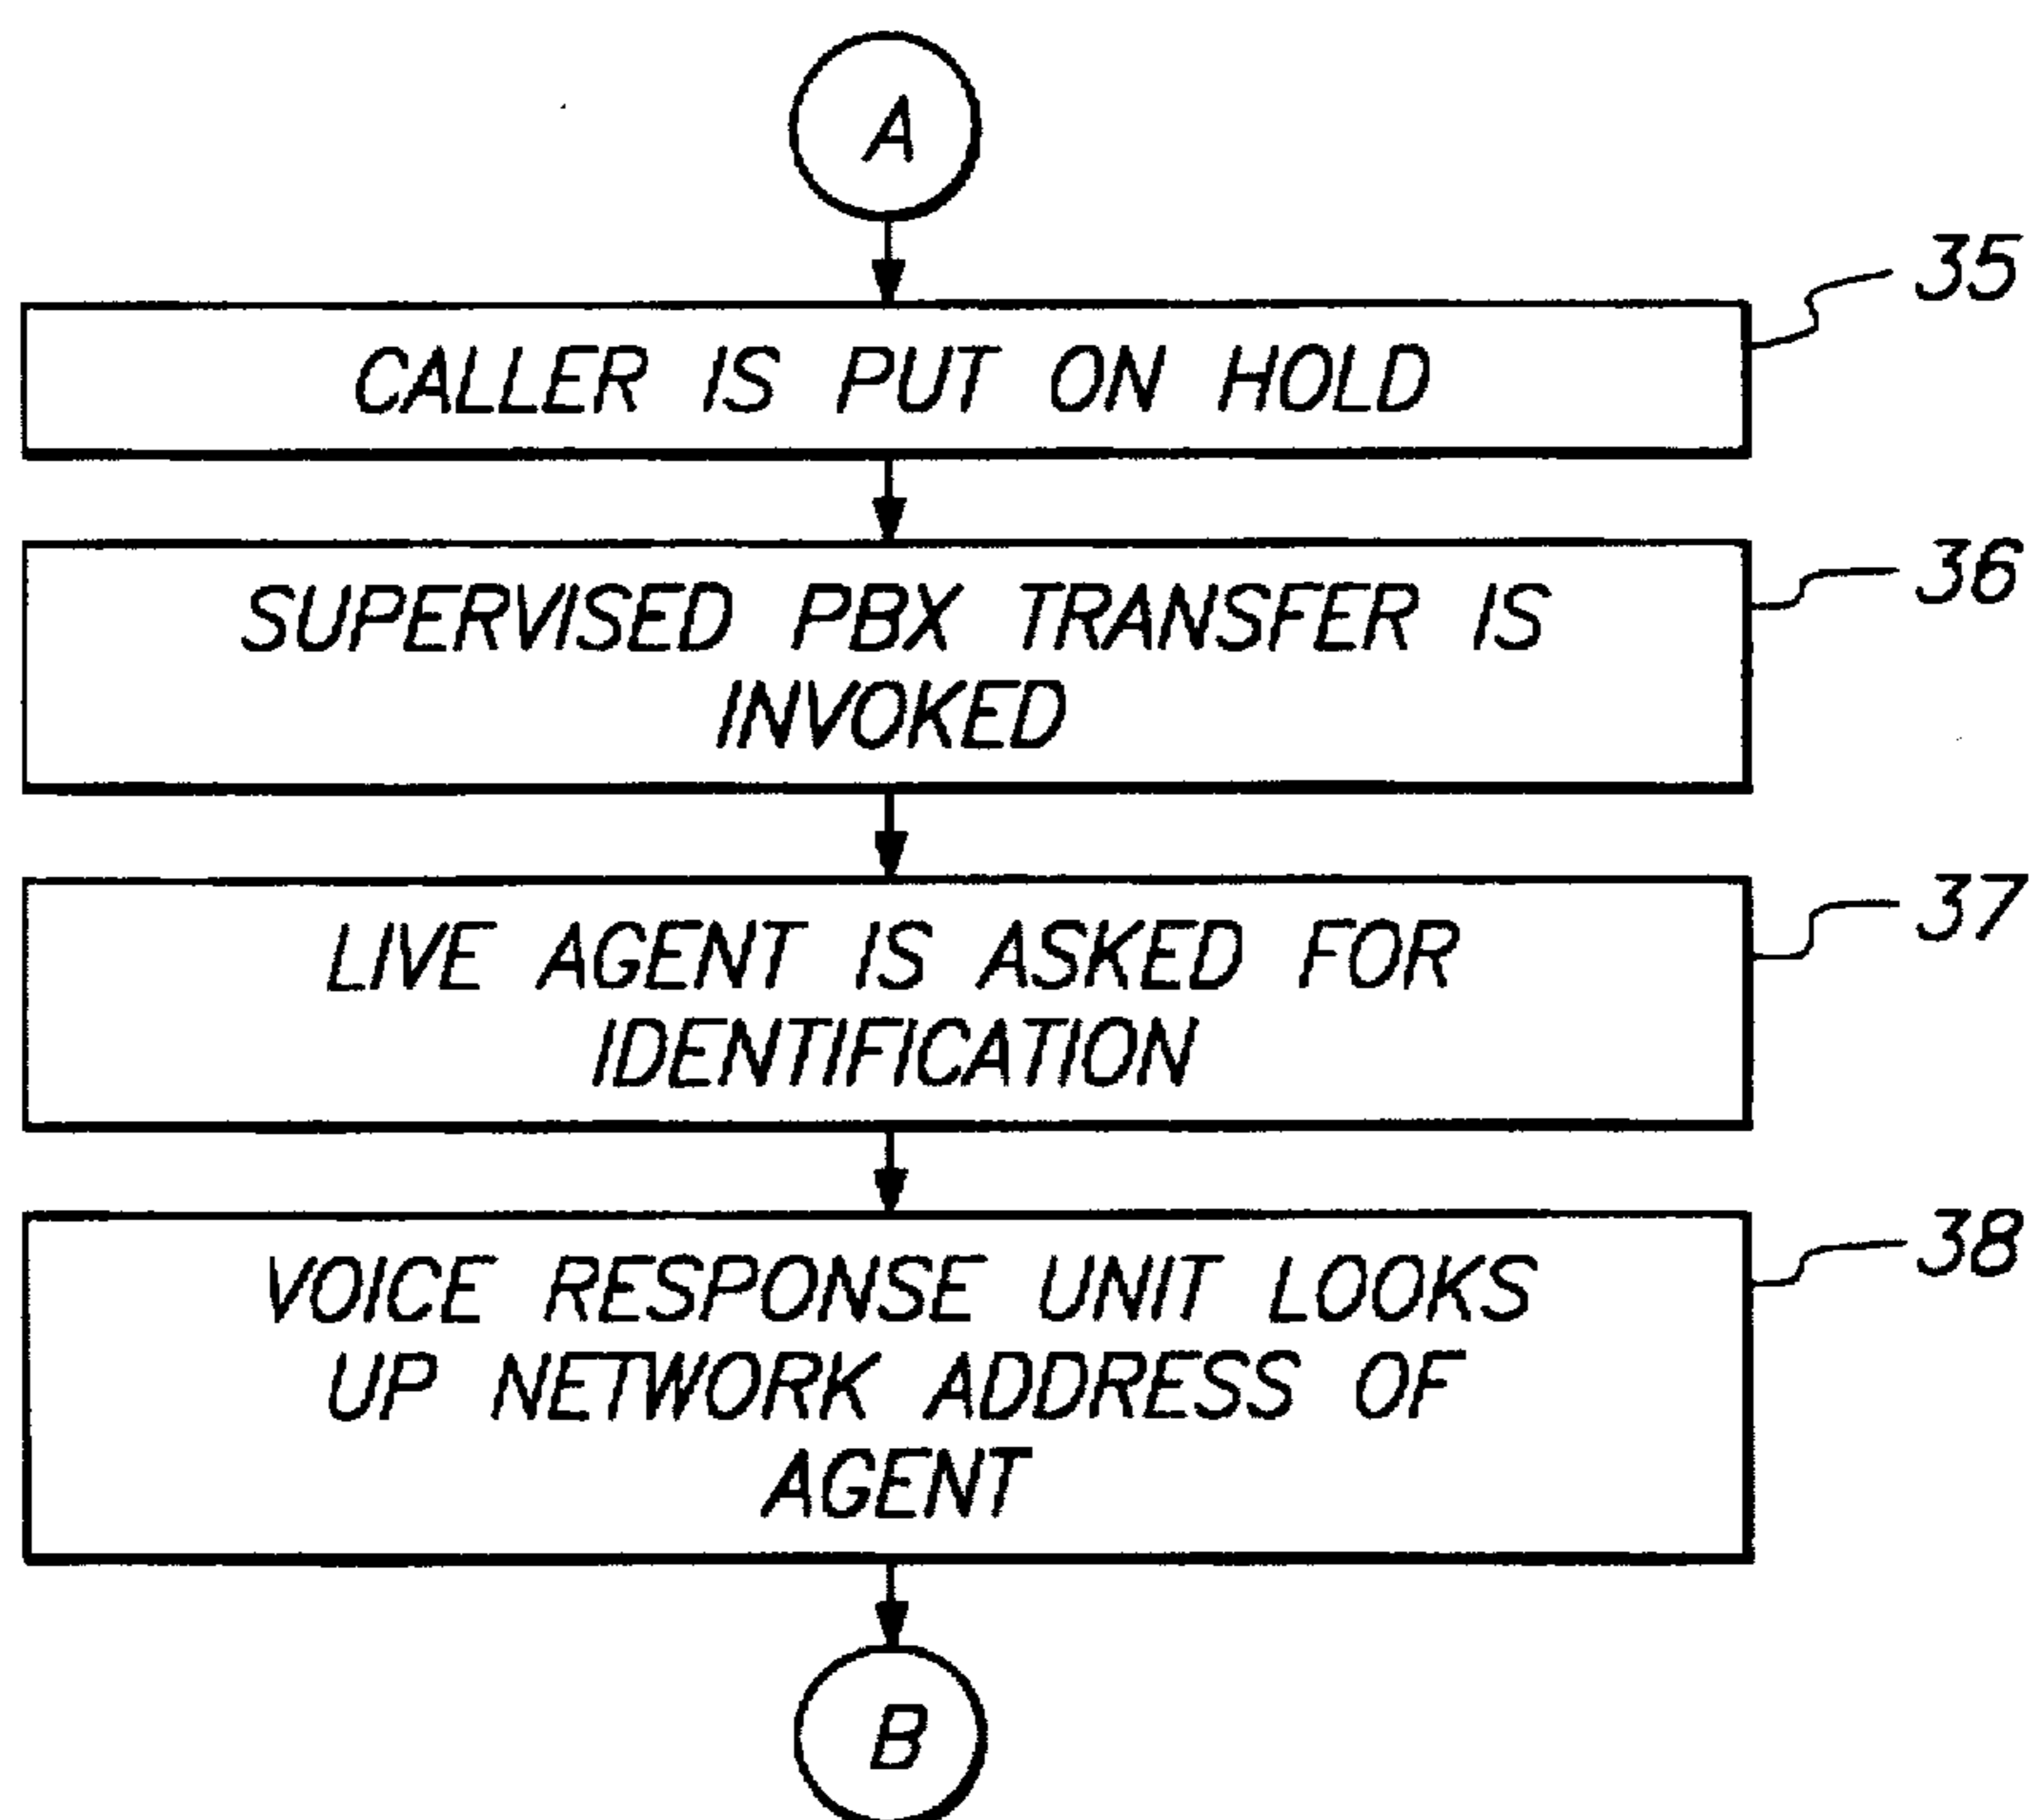 A
35
CALLER IS PUT ON HOLD
36
SUPERVISED PBX TRANSFER IS
INVOKED
37
LIVE AGENT IS ASKED FOR
IDENTIFICATION
38
VOICE RESPONSE UNIT LOOKS
UP NETWORK ADDRESS OF
AGENT
B